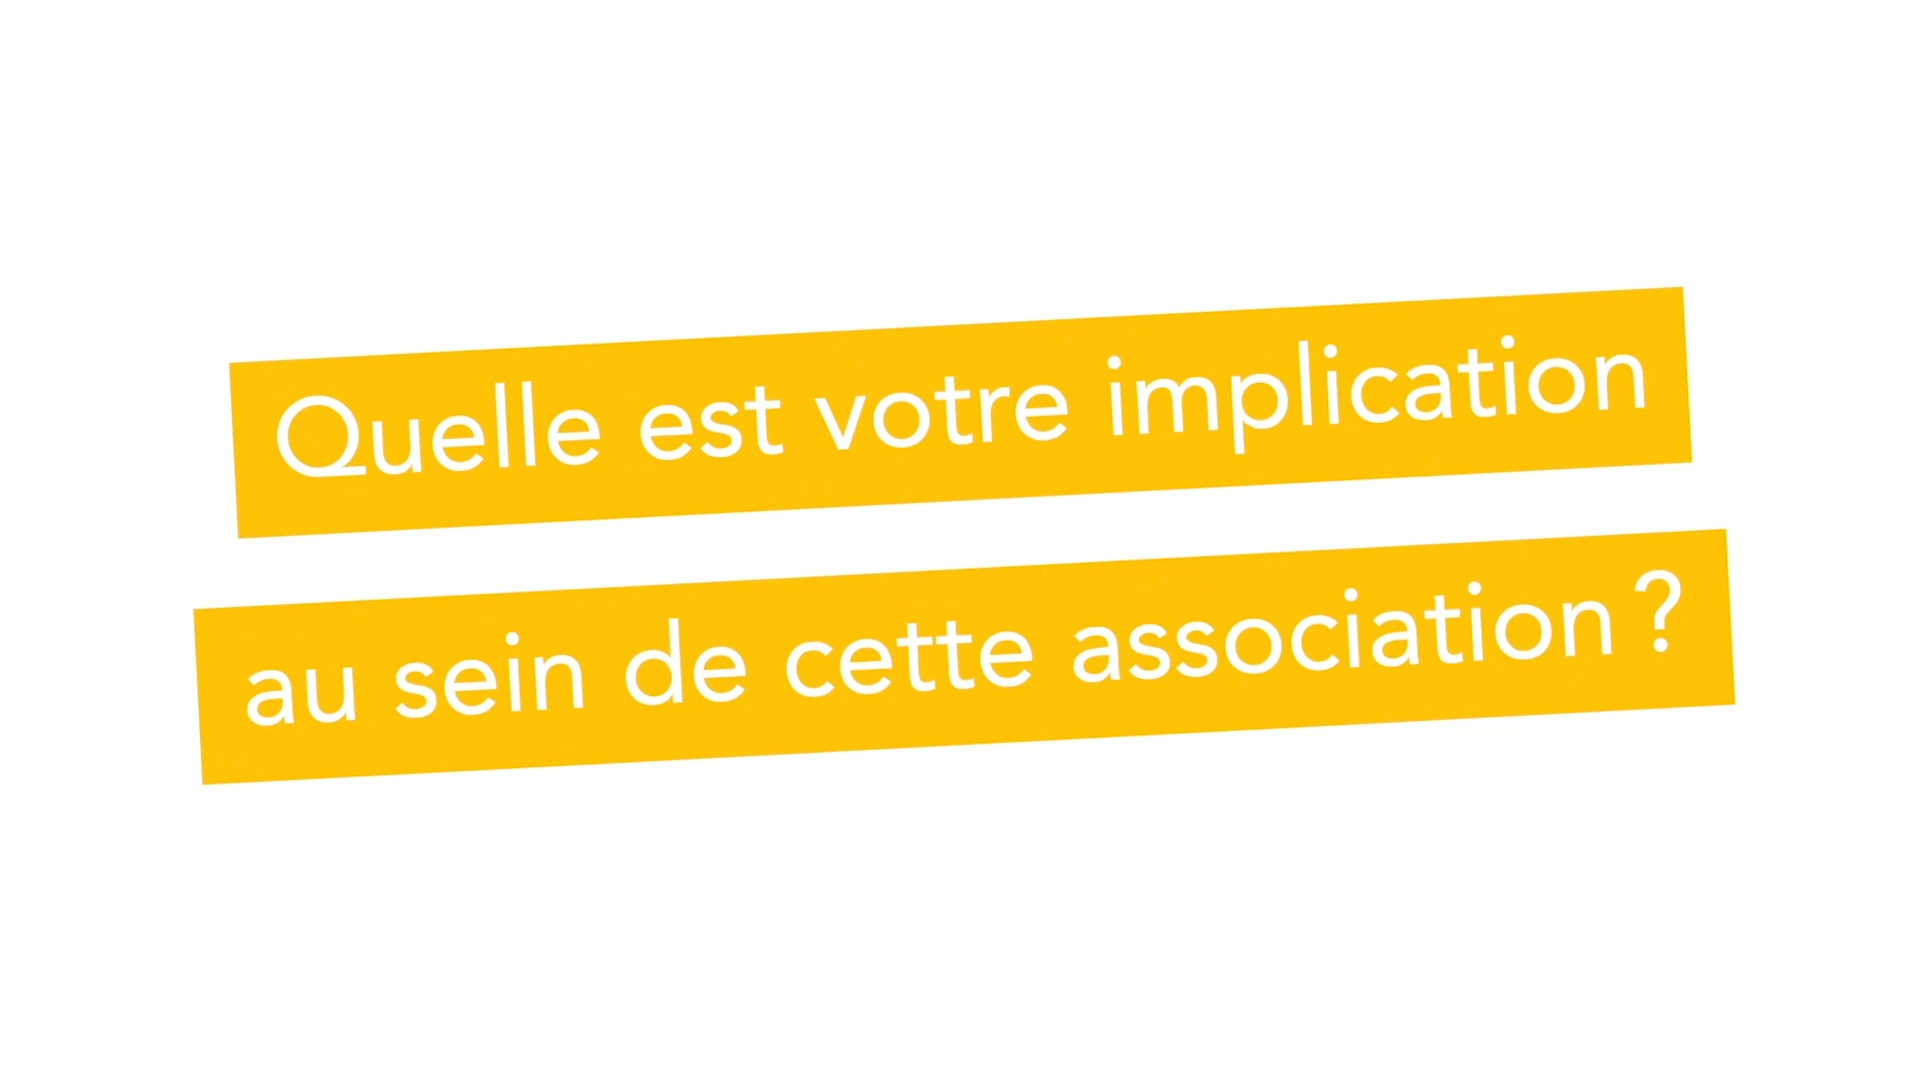 Quelle est votre implication
au sein de cette association ?